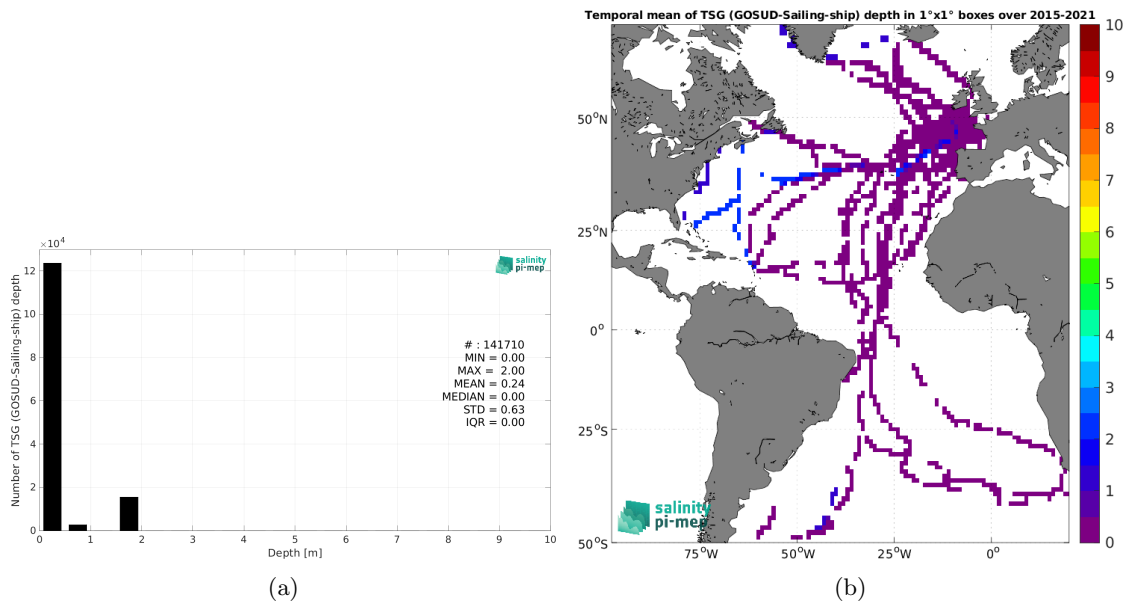 Temporal mean of TSG (GOSUD-Sailing-ship) depth in 1°x1° boxes over 2015-2021
×10⁴
12
10
8
6
4
2
0
Number of TSG (GOSUD-Sailing-ship) depth
salinity
pi-mep
# : 141710
MIN = 0.00
MAX = 2.00
MEAN = 0.24
MEDIAN = 0.00
STD = 0.63
IQR = 0.00
0 1 2 3 4 5 6 7 8 9 10
Depth [m]
(a)
50°N
25°N
0°
25°S
50°S
75°W 50°W 25°W 0°
salinity
pi-mep
10
9
8
7
6
5
4
3
2
1
0
(b)